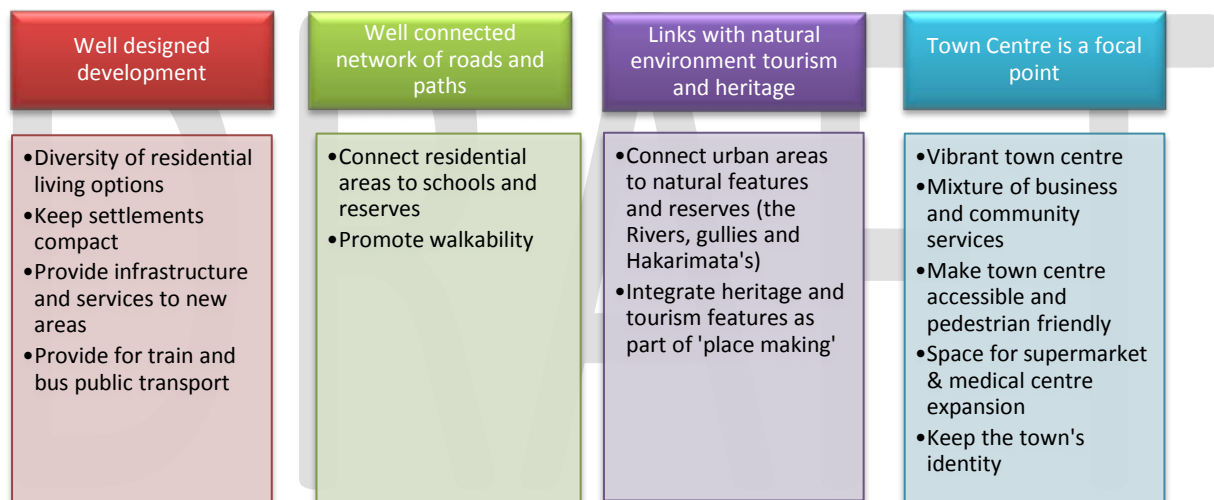 Well designed
development
•Diversity of residential
living options
•Keep settlements
compact
•Provide infrastructure
and services to new
areas
•Provide for train and
bus public transport
Well connected
network of roads and
paths
•Connect residential
areas to schools and
reserves
•Promote walkability
Links with natural
environment tourism
and heritage
•Connect urban areas
to natural features
and reserves (the
Rivers, gullies and
Hakarimata's)
•Integrate heritage and
tourism features as
part of 'place making'
Town Centre is a focal
point
•Vibrant town centre
•Mixture of business
and community
services
•Make town centre
accessible and
pedestrian friendly
•Space for supermarket
& medical centre
expansion
•Keep the town's
identity
DRAFT